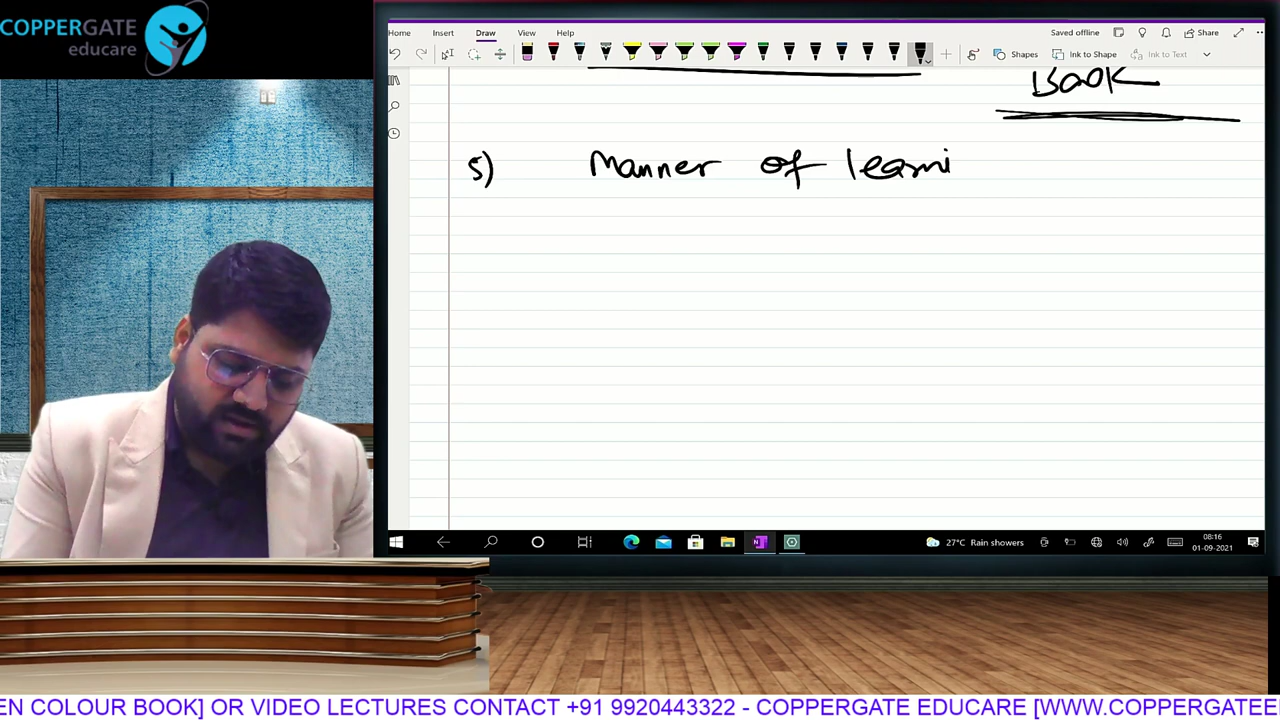 COPPERGATE
educare
Home Insert Draw View Help
Saved offline
Share
Shapes
Ink to Shape
Ink to Text
Book
5) Manner of learni
27°C Rain showers
08:16
01-09-2021
EN COLOUR BOOK] OR VIDEO LECTURES CONTACT +91 9920443322 - COPPERGATE EDUCARE [WWW.COPPERGATEE